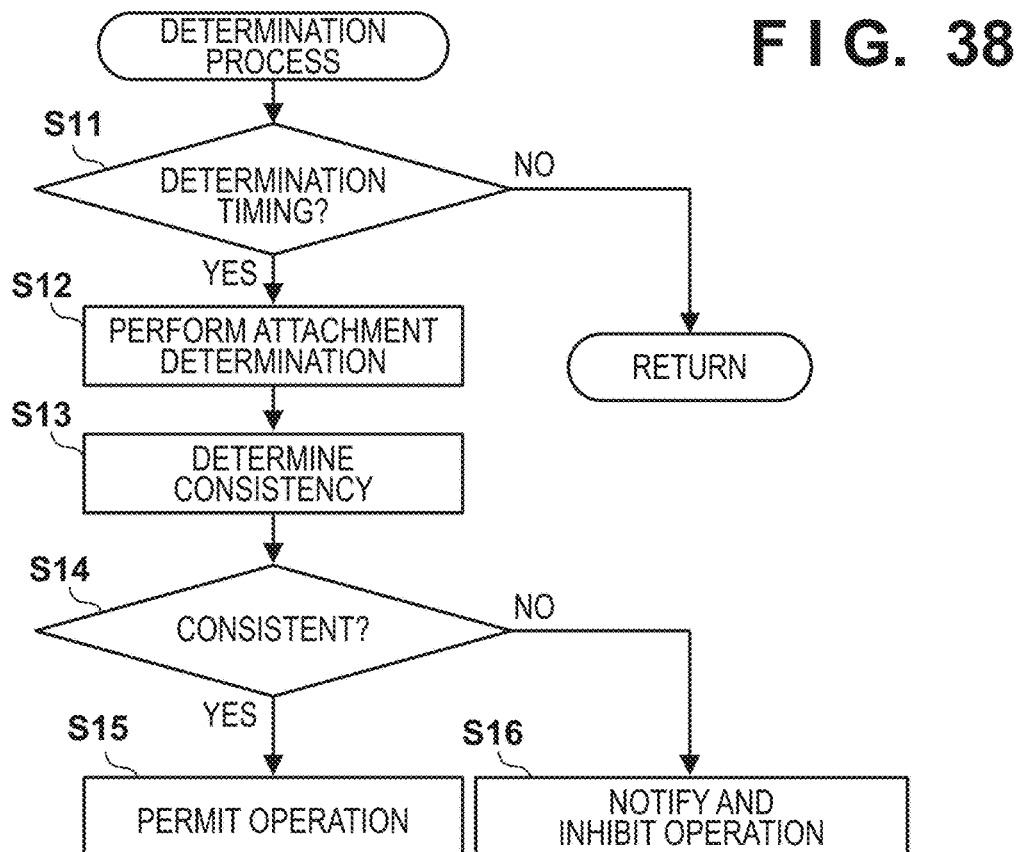 DETERMINATION
PROCESS
F I G. 38
S11
DETERMINATION
TIMING?
NO
YES
S12
PERFORM ATTACHMENT
DETERMINATION
RETURN
S13
DETERMINE
CONSISTENCY
S14
CONSISTENT?
NO
YES
S15
PERMIT OPERATION
S16
NOTIFY AND
INHIBIT OPERATION